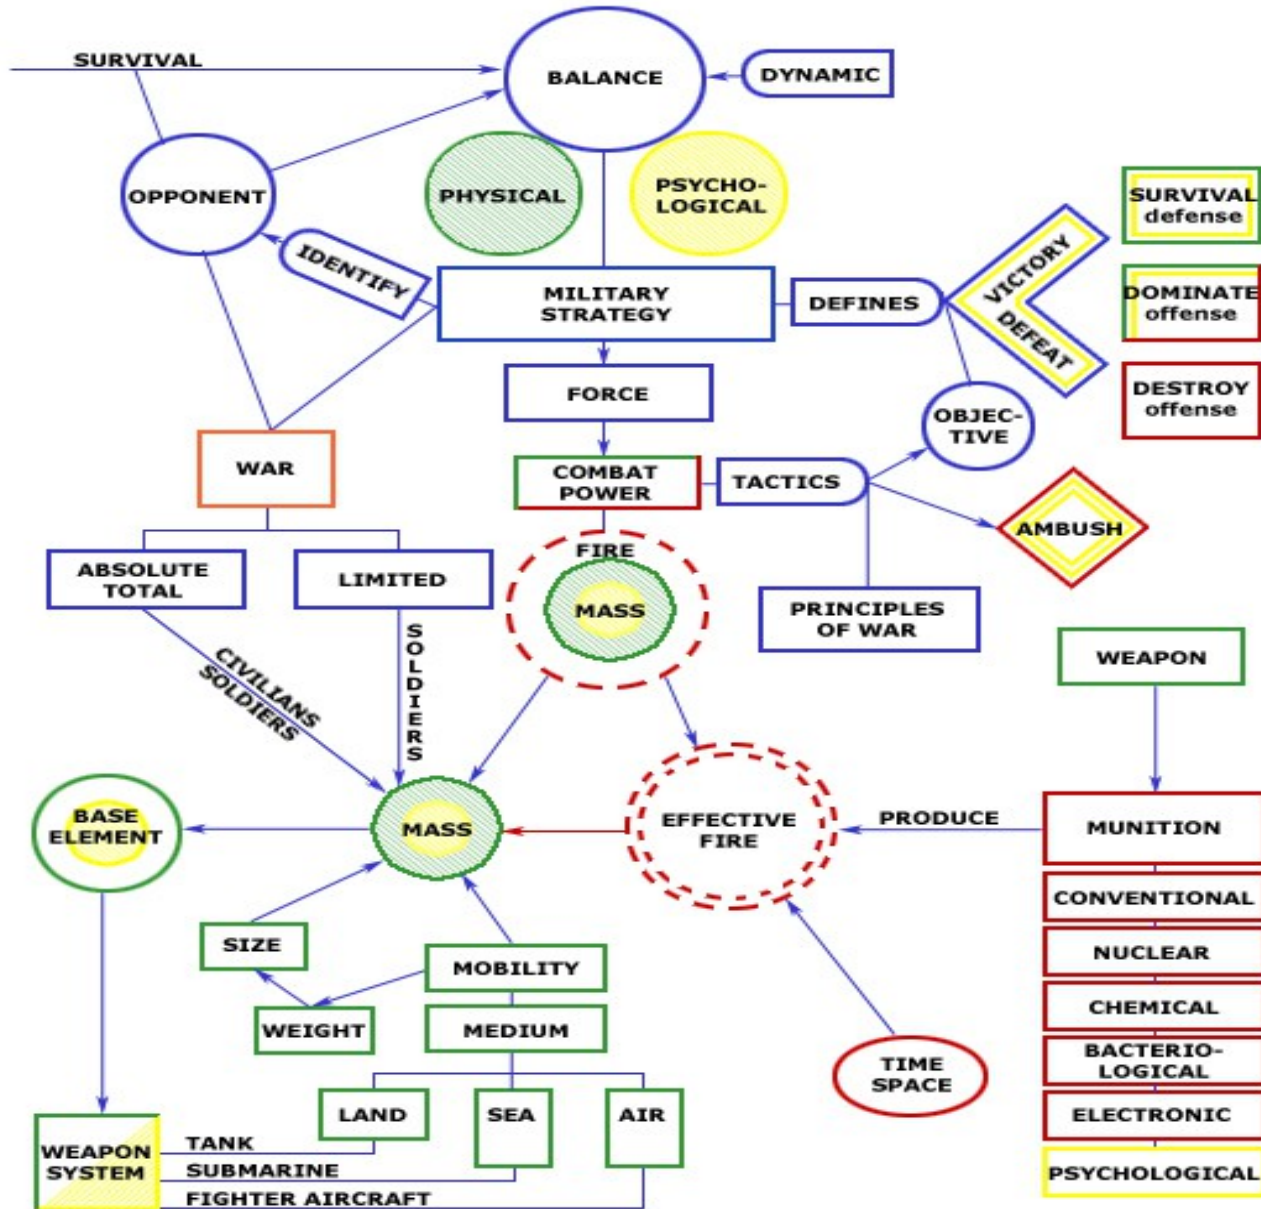 SURVIVAL
BALANCE
DYNAMIC
OPPONENT
PHYSICAL
PSYCHO-
LOGICAL
SURVIVAL
defense
IDENTIFY
MILITARY
STRATEGY
DEFINES
VICTORY
DEFEAT
DOMINATE
offense
FORCE
DESTROY
offense
OBJEC-
TIVE
WAR
COMBAT
POWER
TACTICS
AMBUSH
ABSOLUTE
TOTAL
LIMITED
FIRE
MASS
PRINCIPLES
OF WAR
CIVILIANS
SOLDIERS
SOLDIERS
WEAPON
BASE
ELEMENT
MASS
EFFECTIVE
FIRE
PRODUCE
MUNITION
CONVENTIONAL
NUCLEAR
CHEMICAL
BACTERIO-
LOGICAL
ELECTRONIC
PSYCHOLOGICAL
SIZE
MOBILITY
WEIGHT
MEDIUM
TIME
SPACE
LAND
SEA
AIR
WEAPON
SYSTEM
TANK
SUBMARINE
FIGHTER AIRCRAFT